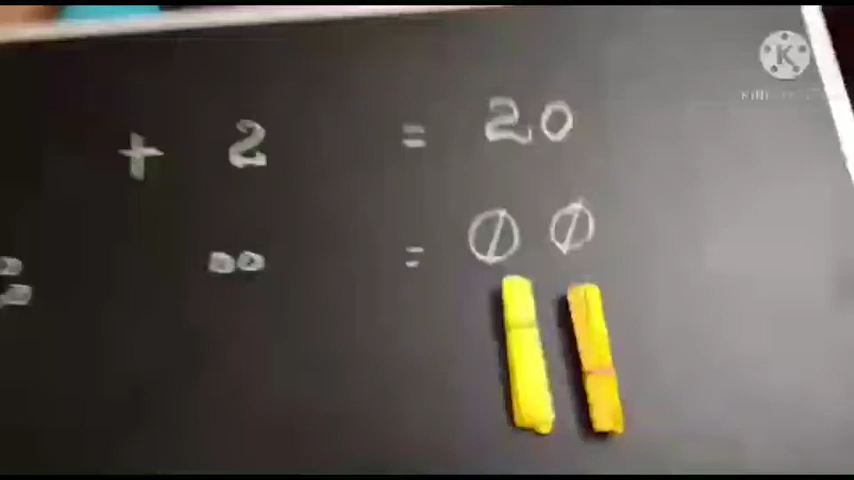 + 2 = 20
=
K